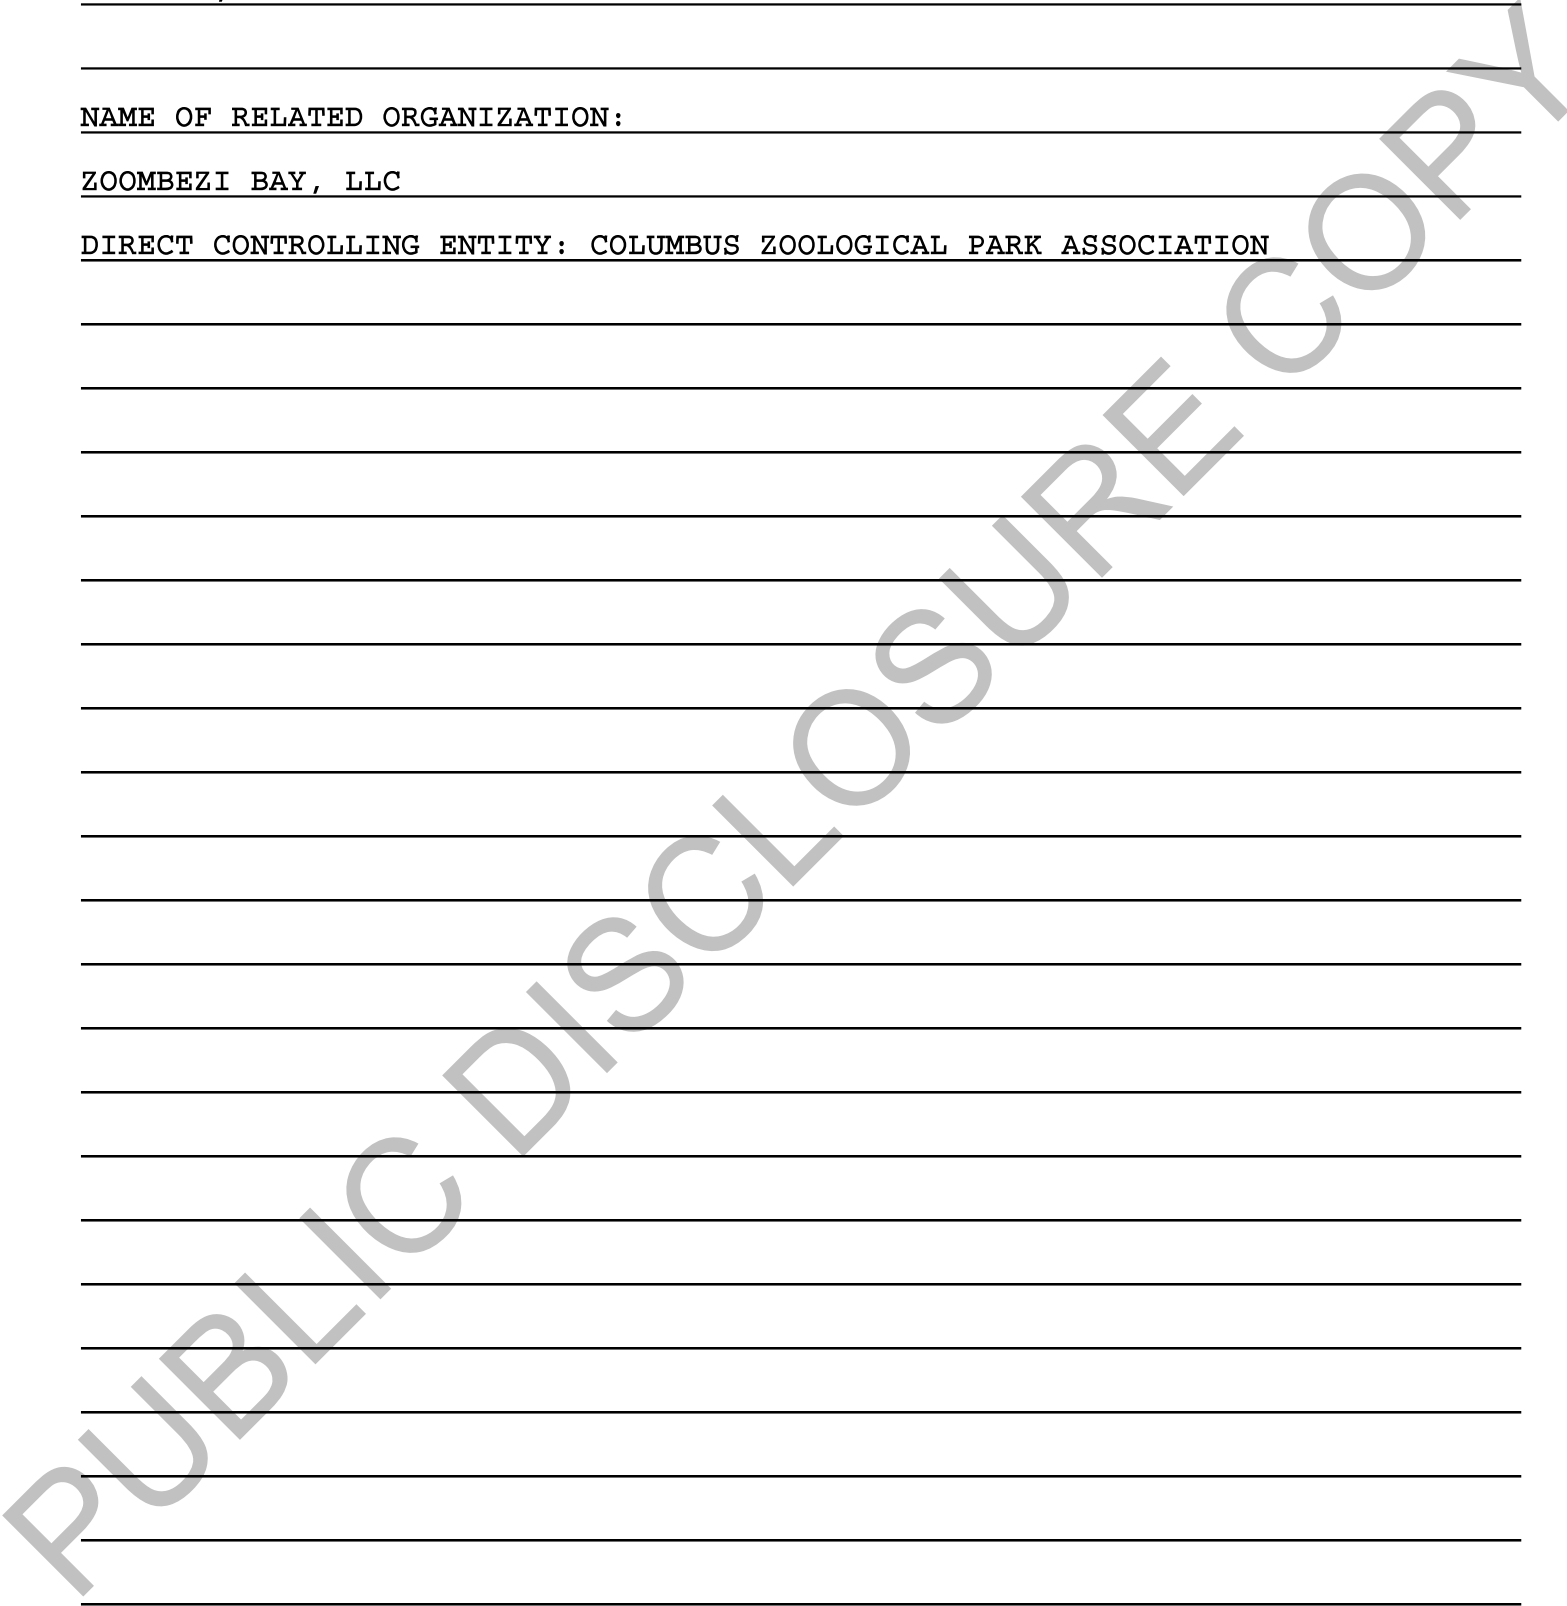 NAME OF RELATED ORGANIZATION:
ZOOMBEZI BAY, LLC
DIRECT CONTROLLING ENTITY: COLUMBUS ZOOLOGICAL PARK ASSOCIATION
PUBLIC DISCLOSURE COPY